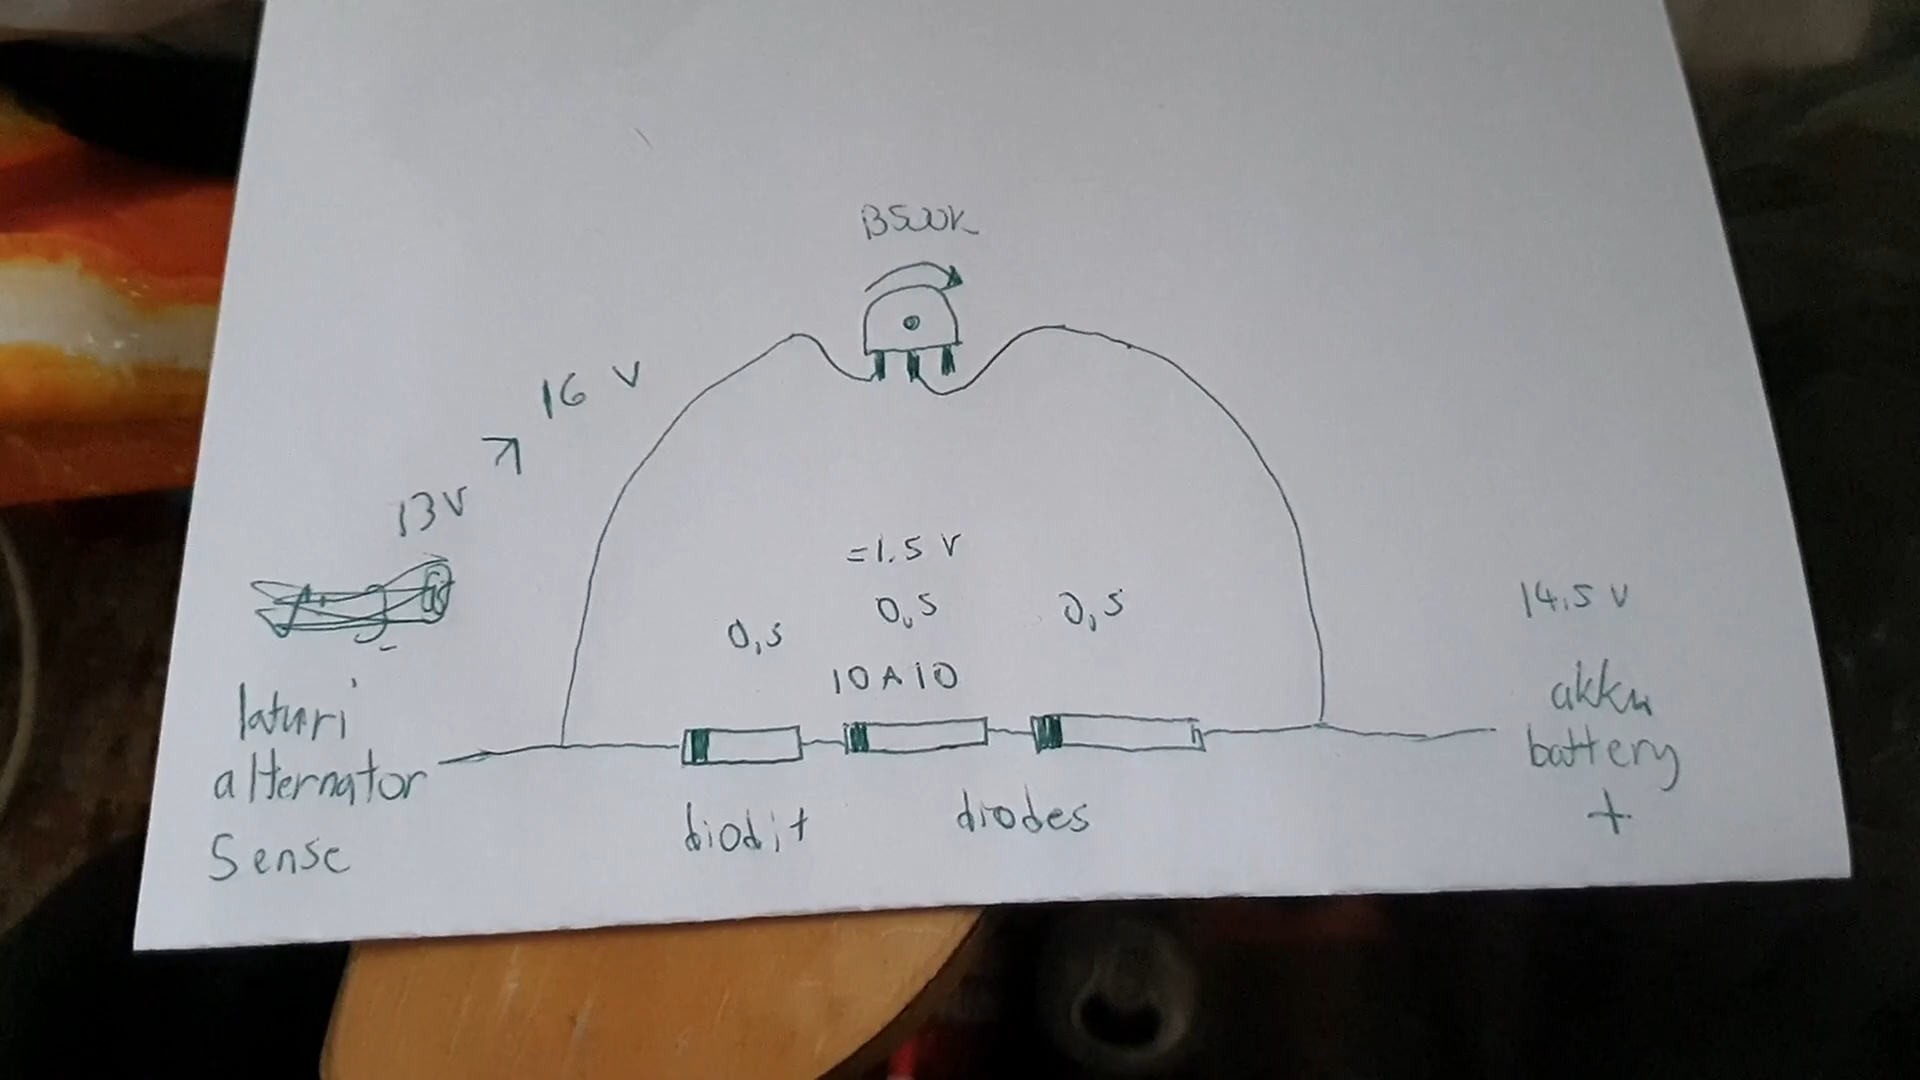 B500K
16 V
13V
=1.5 V
0,5
0,5
0,5
14.5 V
10A10
laturi
alternator
Sense
akku
battery
+
diodit
diodes